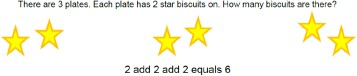 There are 3 plates. Each plate has 2 star biscuits on. How many biscuits are there?
2 add 2 add 2 equals 6